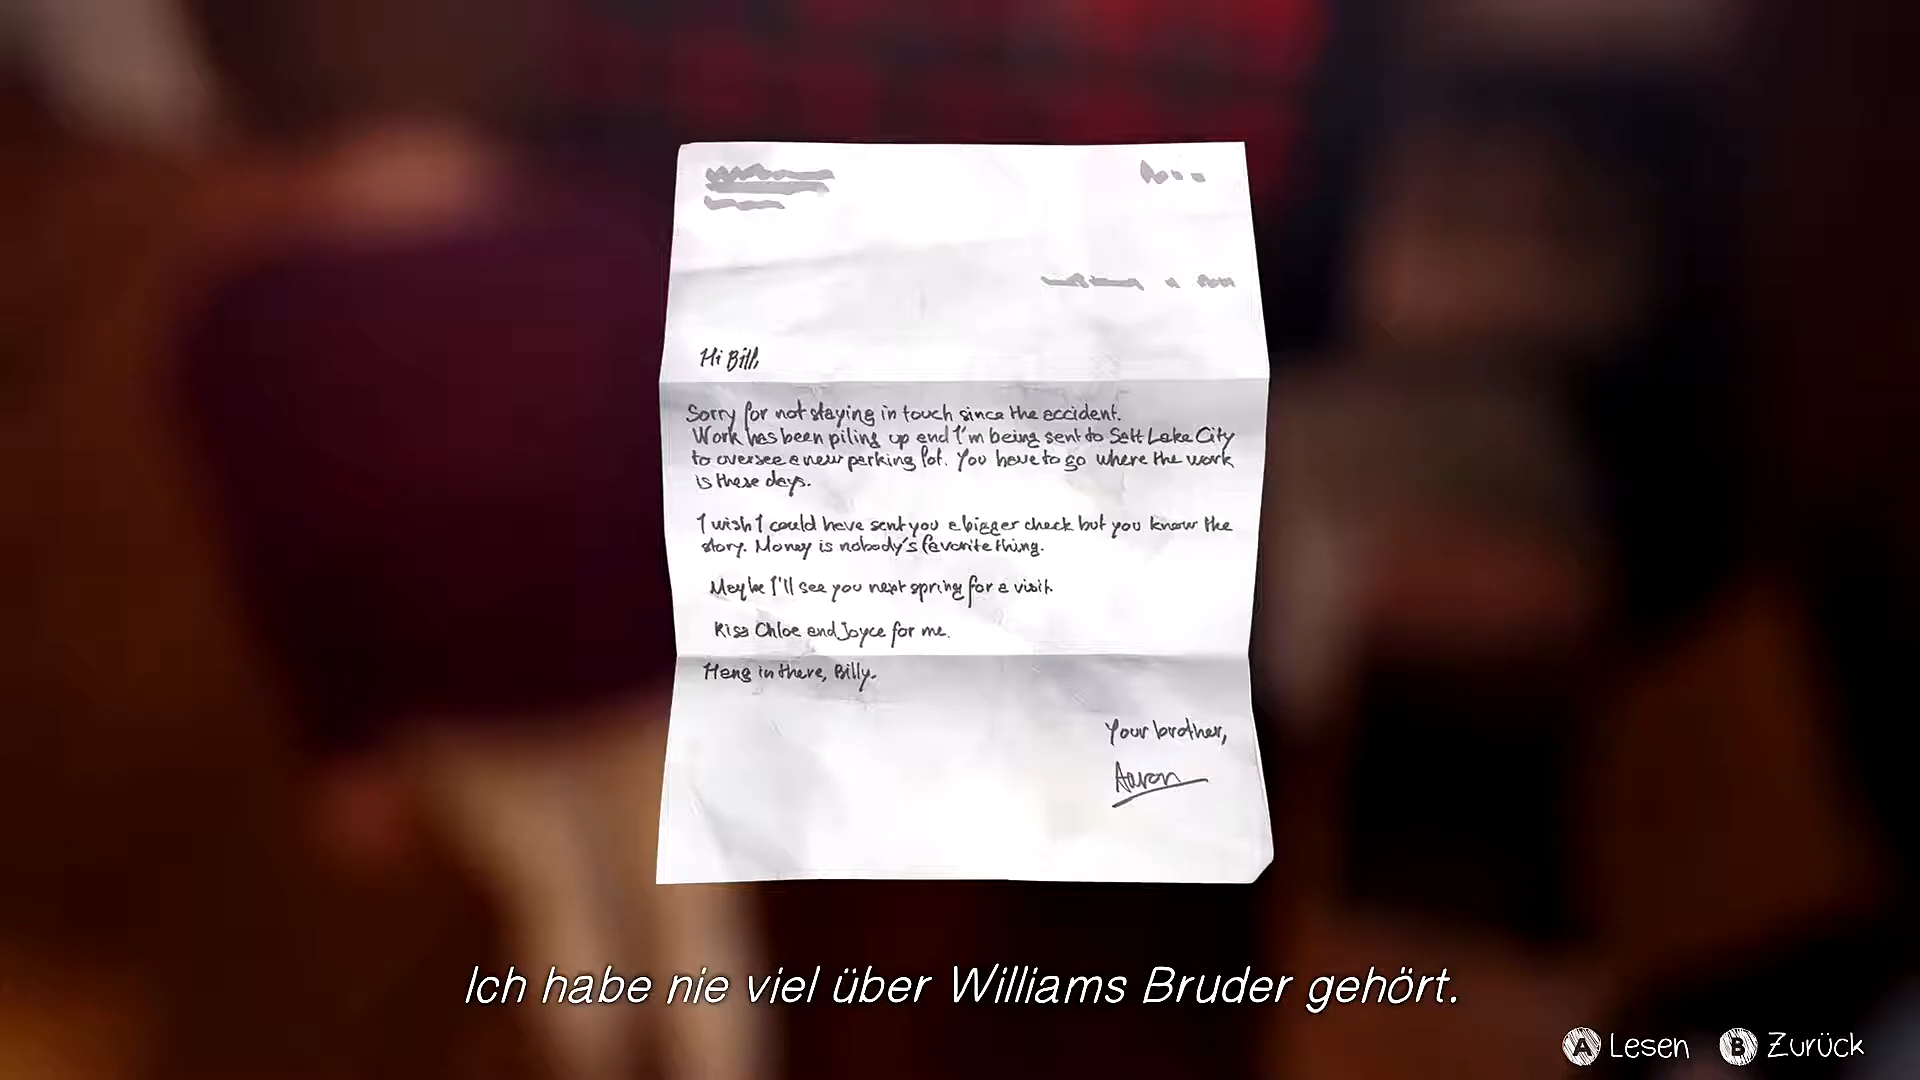 Hi Bill,
Sorry for not staying in touch since the accident.
Work has been piling up and I'm being sent to Salt Lake City
to oversee a new parking lot. You have to go where the work
is these days.
I wish I could have sent you a bigger check but you know the
story. Money is nobody's favorite thing.
Maybe I'll see you next spring for a visit.
Kiss Chloe and Joyce for me.
Hang in there, Billy.
Your brother,
Aaron
Ich habe nie viel über Williams Bruder gehört.
A Lesen B Zurück